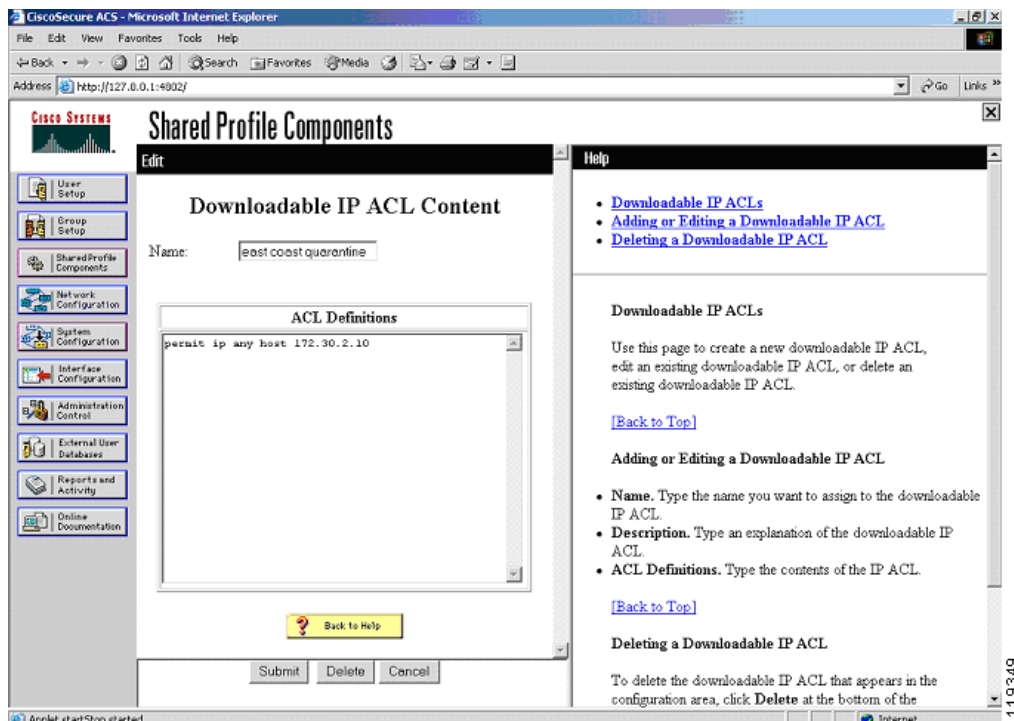 CiscoSecure ACS - Microsoft Internet Explorer
File Edit View Favorites Tools Help
Back Search Favorites Media
Address http://127.0.0.1:4802/ Go Links »
CISCO SYSTEMS
Shared Profile Components
Edit
User Setup
Group Setup
Shared Profile Components
Network Configuration
System Configuration
Interface Configuration
Administration Control
External User Databases
Reports and Activity
Online Documentation
Downloadable IP ACL Content
Name: east coast quarantine
ACL Definitions
permit ip any host 172.30.2.10
? Back to Help
Submit Delete Cancel
Help
• Downloadable IP ACLs
• Adding or Editing a Downloadable IP ACL
• Deleting a Downloadable IP ACL
Downloadable IP ACLs
Use this page to create a new downloadable IP ACL,
edit an existing downloadable IP ACL, or delete an
existing downloadable IP ACL.
[Back to Top]
Adding or Editing a Downloadable IP ACL
• Name. Type the name you want to assign to the downloadable
IP ACL.
• Description. Type an explanation of the downloadable IP
ACL.
• ACL Definitions. Type the contents of the IP ACL.
[Back to Top]
Deleting a Downloadable IP ACL
To delete the downloadable IP ACL that appears in the
configuration area, click Delete at the bottom of the
Applet startStop started
Internet
119349